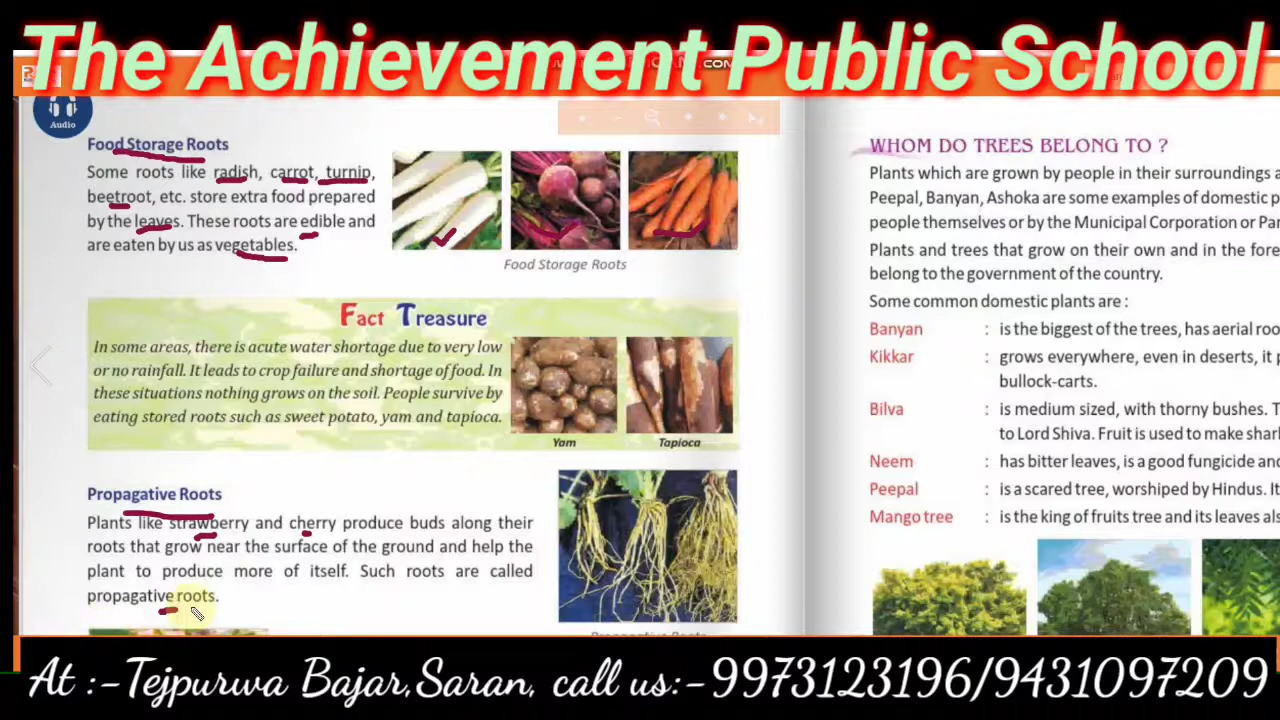 The Achievement Public School
Audio
Food Storage Roots
Some roots like radish, carrot, turnip,
beetroot, etc. store extra food prepared
by the leaves. These roots are edible and
are eaten by us as vegetables.
Food Storage Roots
Fact Treasure
In some areas, there is acute water shortage due to very low
or no rainfall. It leads to crop failure and shortage of food. In
these situations nothing grows on the soil. People survive by
eating stored roots such as sweet potato, yam and tapioca.
Yam
Tapioca
Propagative Roots
Plants like strawberry and cherry produce buds along their
roots that grow near the surface of the ground and help the
plant to produce more of itself. Such roots are called
propagative roots.
WHOM DO TREES BELONG TO ?
Plants which are grown by people in their surroundings a
Peepal, Banyan, Ashoka are some examples of domestic p
people themselves or by the Municipal Corporation or Pa
Plants and trees that grow on their own and in the fore
belong to the government of the country.
Some common domestic plants are :
Banyan : is the biggest of the trees, has aerial roo
Kikkar : grows everywhere, even in deserts, it p
bullock-carts.
Bilva : is medium sized, with thorny bushes. T
to Lord Shiva. Fruit is used to make shar
Neem : has bitter leaves, is a good fungicide an
Peepal : is a scared tree, worshiped by Hindus. It
Mango tree : is the king of fruits tree and its leaves als
At :-Tejpurwa Bajar,Saran, call us:-9973123196/9431097209